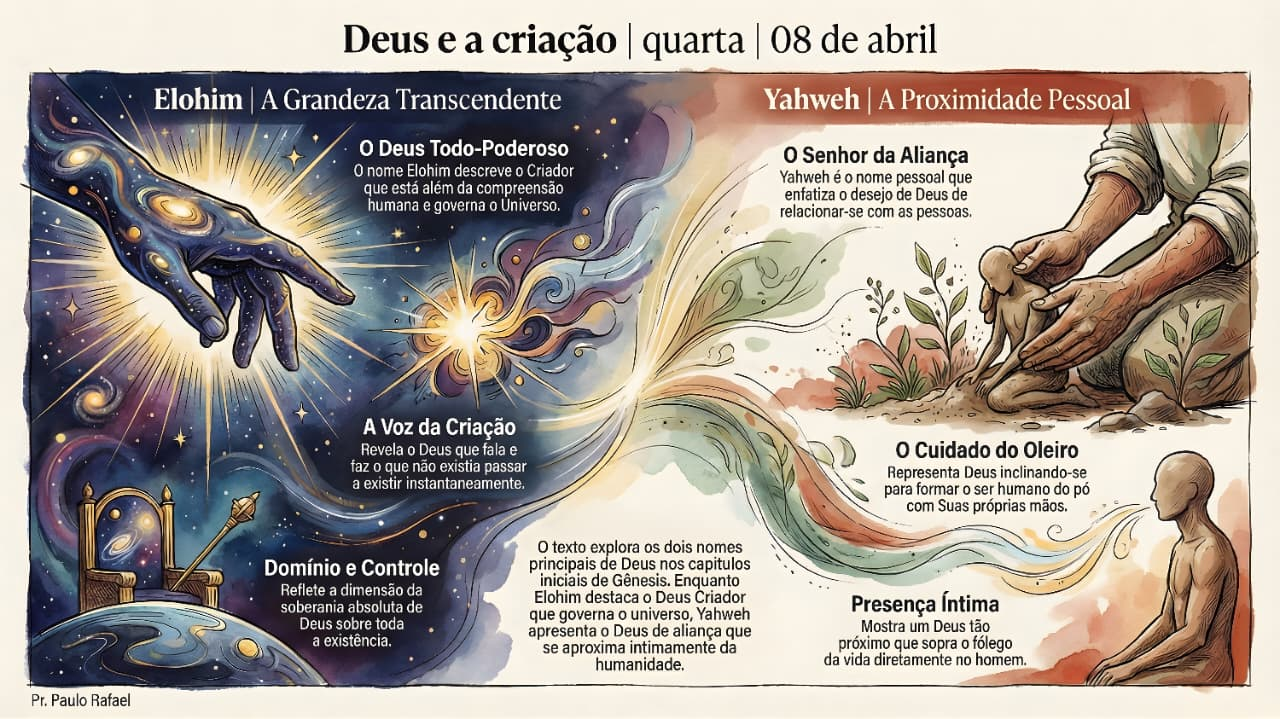 Deus e a criação | quarta | 08 de abril
Elohim | A Grandeza Transcendente
O Deus Todo-Poderoso
O nome Elohim descreve o Criador
que está além da compreensão
humana e governa o Universo.
A Voz da Criação
Revela o Deus que fala e
faz o que não existia passar
a existir instantaneamente.
Domínio e Controle
Reflete a dimensão da
soberania absoluta de
Deus sobre toda
a existência.
O texto explora os dois nomes
principais de Deus nos capitulos
iniciais de Gênesis. Enquanto
Elohim destaca o Deus Criador
que governa o universo, Yahweh
apresenta o Deus de aliança que
se aproxima intimamente da
humanidade.
Yahweh | A Proximidade Pessoal
O Senhor da Aliança
Yahweh é o nome pessoal que
enfatiza o desejo de Deus de
relacionar-se com as pessoas.
O Cuidado do Oleiro
Representa Deus inclinando-se
para formar o ser humano do pó
com Suas próprias mãos.
Presença Íntima
Mostra um Deus tão
próximo que sopra o fôlego
da vida diretamente no homem.
Pr. Paulo Rafael